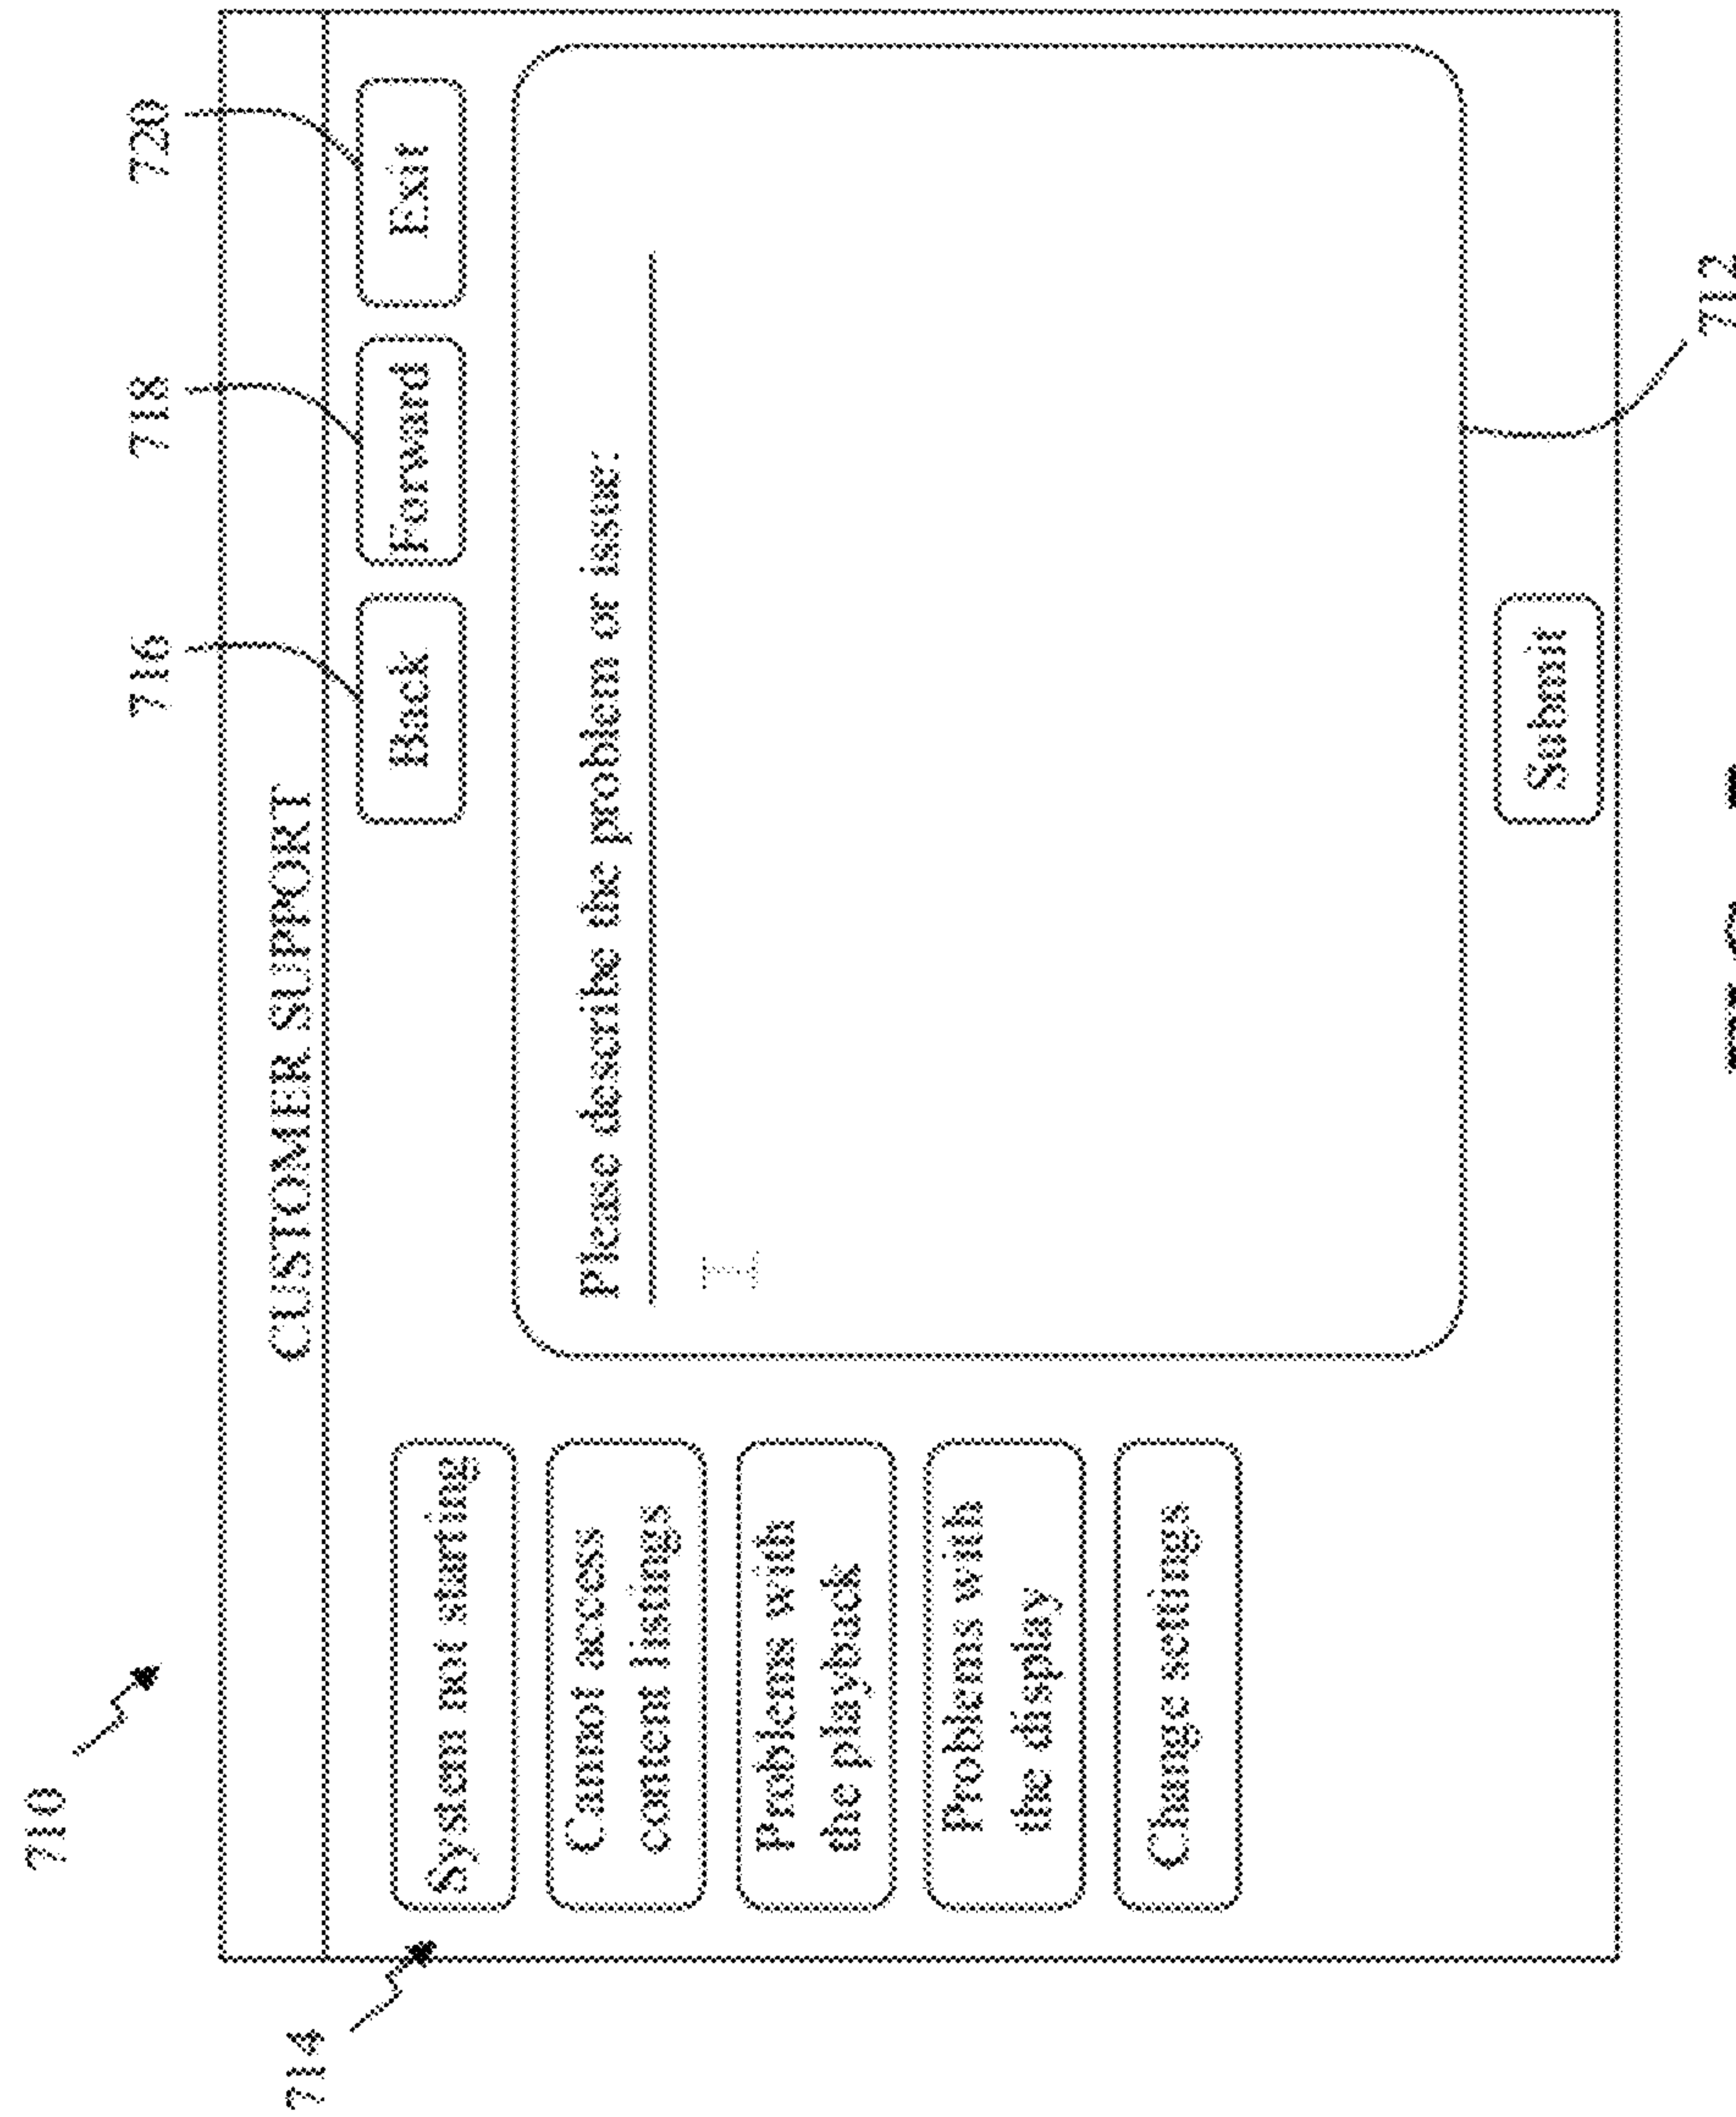 710
CUSTOMER SUPPORT
716
718
720
Back
Forward
Exit
714
System not starting
Cannot access
content listings
Problems with
the playback
Problems with
the display
Change settings
Please describe the problem or issue:
Submit
712